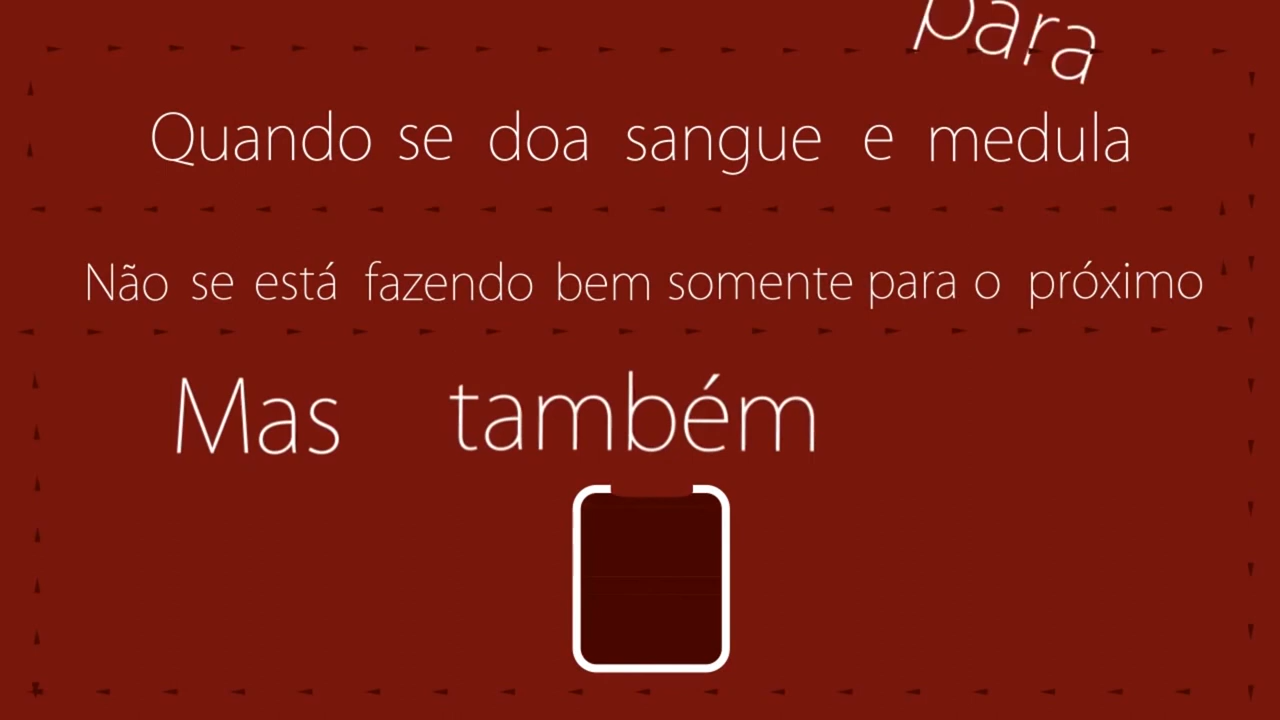 para
Quando se doa sangue e medula
Não se está fazendo bem somente para o próximo
Mas também